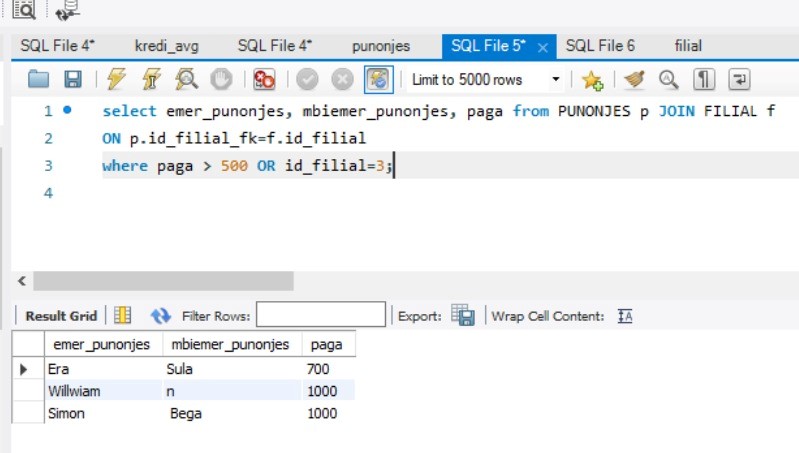 SQL File 4* kredi_avg SQL File 4* punonjes SQL File 5* × SQL File 6 filial
Limit to 5000 rows
1 select emer_punonjes, mbiemer_punonjes, paga from PUNONJES p JOIN FILIAL f
2 ON p.id_filial_fk=f.id_filial
3 where paga > 500 OR id_filial=3;
4
Result Grid Filter Rows: Export: Wrap Cell Content:
emer_punonjes mbiemer_punonjes paga
Era Sula 700
Willwiam n 1000
Simon Bega 1000